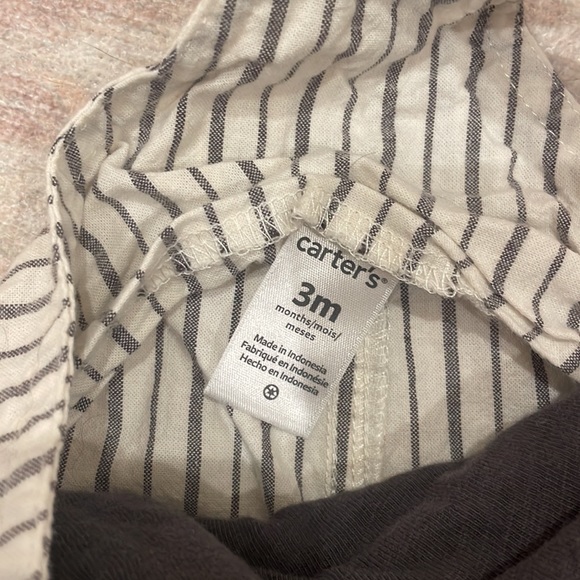 carter's®
3m
months/mois/
meses
Made in Indonesia
Fabriqué en Indonésie
Hecho en Indonesia